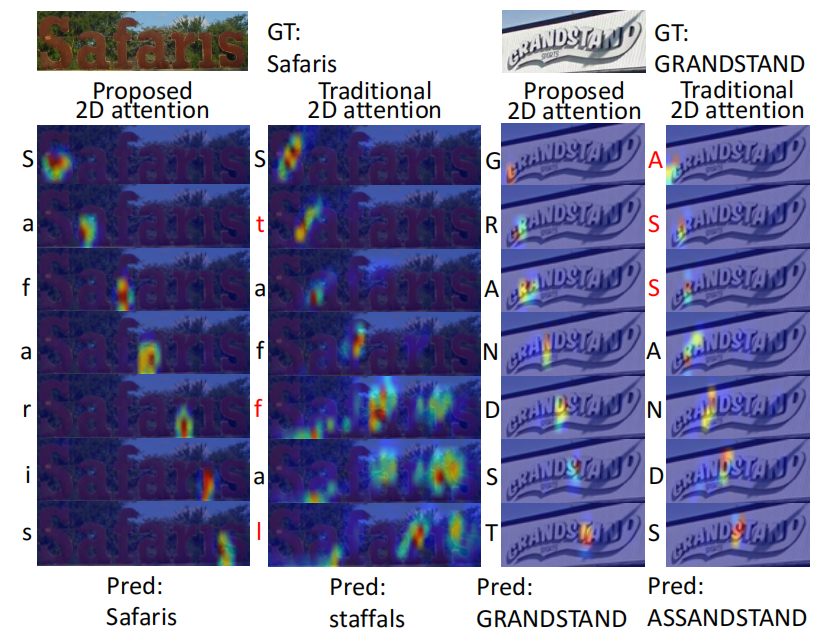 Safaris
GT:
Safaris
GRANDSTAND
SPORTS
GT:
GRANDSTAND
Proposed
2D attention
Traditional
2D attention
Proposed
2D attention
Traditional
2D attention
S
S
G
A
a
t
R
S
f
a
A
S
a
f
N
A
r
f
D
N
i
a
S
D
s
l
T
S
Pred:
Safaris
Pred:
staffals
Pred:
GRANDSTAND
Pred:
ASSANDSTAND